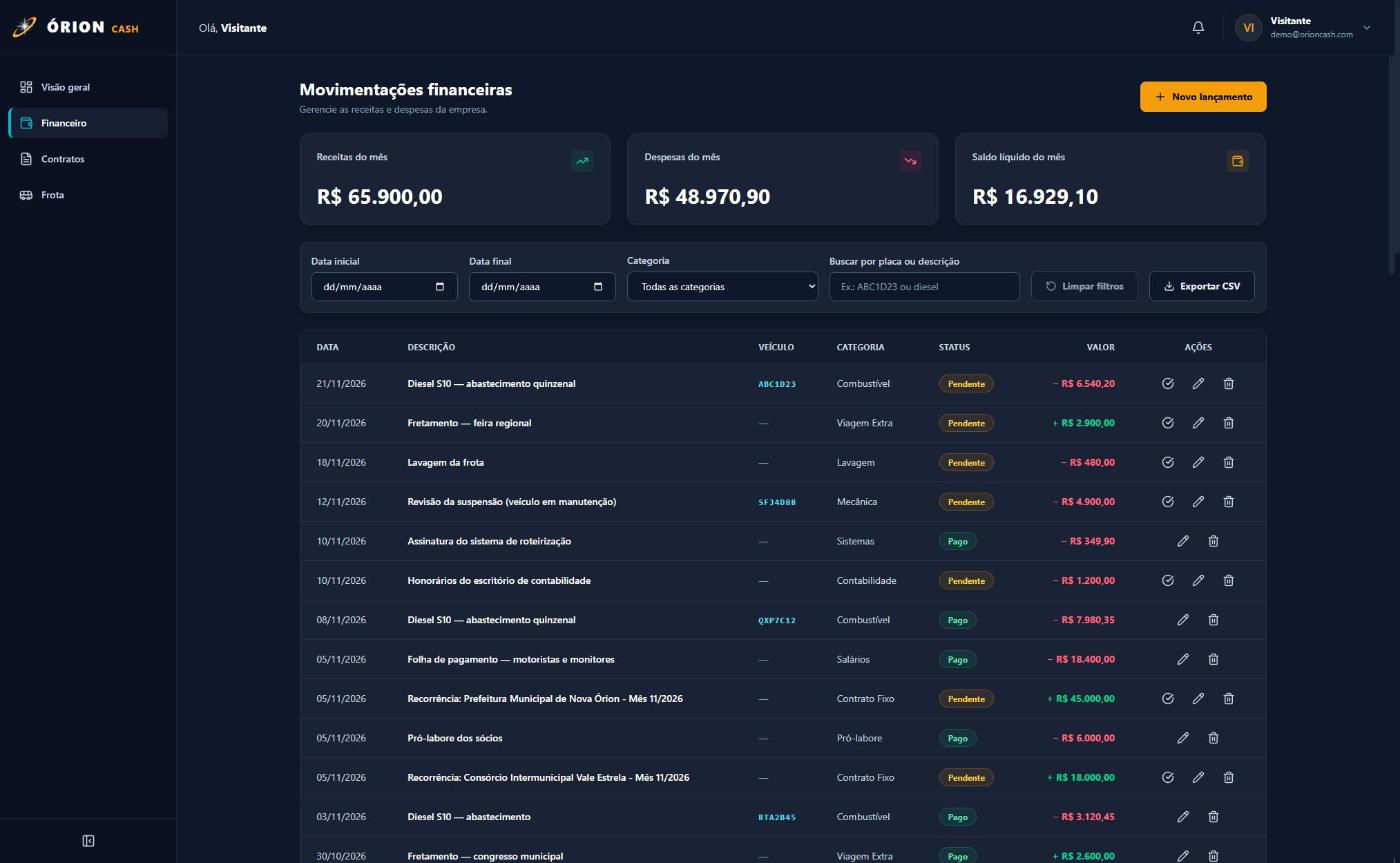 ÓRION CASH
Olá, Visitante
VI
Visitante
demo@orioncash.com
Visão geral
Financeiro
Contratos
Frota
Movimentações financeiras
Gerencie as receitas e despesas da empresa.
Novo lançamento
Receitas do mês
R$ 65.900,00
Despesas do mês
R$ 48.970,90
Saldo líquido do mês
R$ 16.929,10
Data inicial
dd/mm/aaaa
Data final
dd/mm/aaaa
Categoria
Todas as categorias
Buscar por placa ou descrição
Ex.: ABC1D23 ou diesel
Limpar filtros
Exportar CSV
DATA DESCRIÇÃO VEÍCULO CATEGORIA STATUS VALOR AÇÕES
21/11/2026 Diesel S10 — abastecimento quinzenal ABC1D23 Combustível Pendente − R$ 6.540,20
20/11/2026 Fretamento — feira regional — Viagem Extra Pendente + R$ 2.900,00
18/11/2026 Lavagem da frota — Lavagem Pendente − R$ 480,00
12/11/2026 Revisão da suspensão (veículo em manutenção) SFJ4D88 Mecânica Pendente − R$ 4.900,00
10/11/2026 Assinatura do sistema de roteirização — Sistemas Pago − R$ 349,90
10/11/2026 Honorários do escritório de contabilidade — Contabilidade Pendente − R$ 1.200,00
08/11/2026 Diesel S10 — abastecimento quinzenal QXP7C12 Combustível Pago − R$ 7.980,35
05/11/2026 Folha de pagamento — motoristas e monitores — Salários Pago − R$ 18.400,00
05/11/2026 Recorrência: Prefeitura Municipal de Nova Órion - Mês 11/2026 — Contrato Fixo Pendente + R$ 45.000,00
05/11/2026 Pró-labore dos sócios — Pró-labore Pago − R$ 6.000,00
05/11/2026 Recorrência: Consórcio Intermunicipal Vale Estrela - Mês 11/2026 — Contrato Fixo Pendente + R$ 18.000,00
03/11/2026 Diesel S10 — abastecimento RTA2B45 Combustível Pago − R$ 3.120,45
30/10/2026 Fretamento — congresso municipal — Viagem Extra Pago + R$ 2.600,00